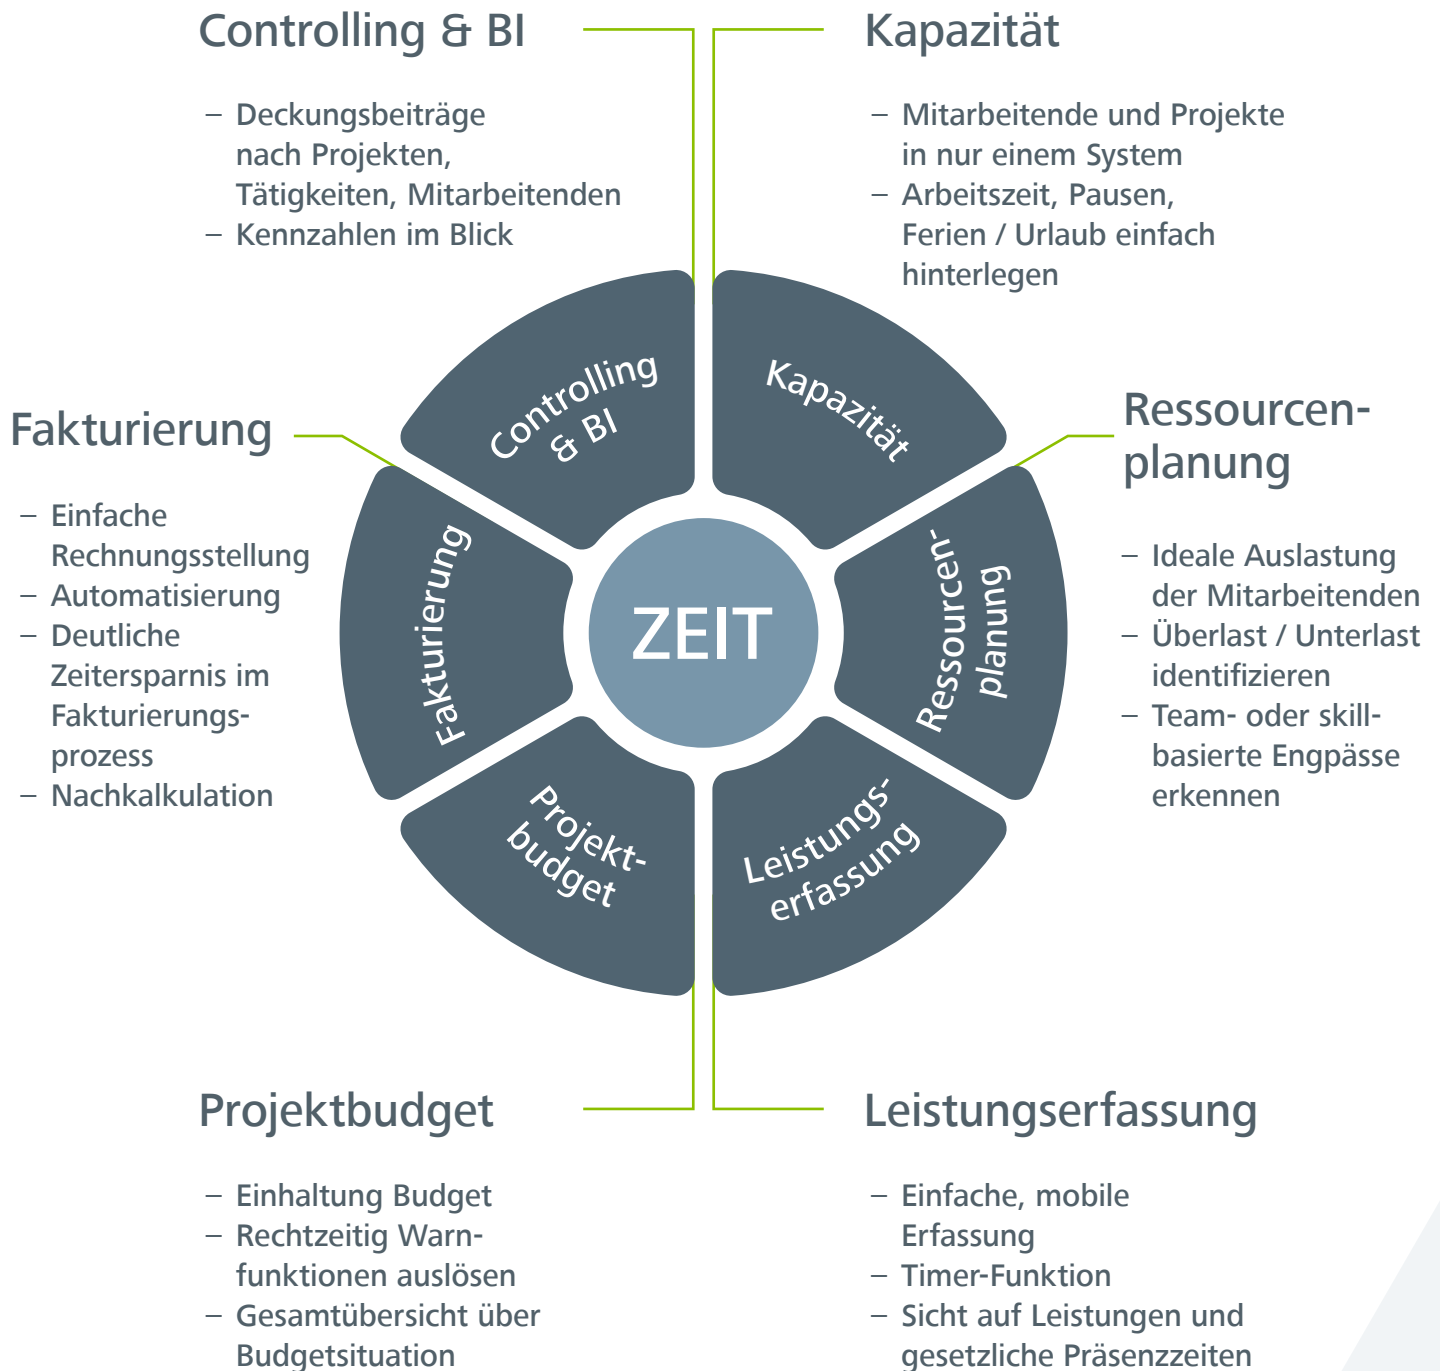 Controlling & BI
– Deckungsbeiträge
nach Projekten,
Tätigkeiten, Mitarbeitenden
– Kennzahlen im Blick
Kapazität
– Mitarbeitende und Projekte
in nur einem System
– Arbeitszeit, Pausen,
Ferien / Urlaub einfach
hinterlegen
Fakturierung
– Einfache
Rechnungsstellung
– Automatisierung
– Deutliche
Zeitersparnis im
Fakturierungs-
prozess
– Nachkalkulation
Controlling
& BI
Kapazität
Fakturierung
ZEIT
Ressourcen-
planung
Projekt-
budget
Leistungs-
erfassung
Ressourcen-
planung
– Ideale Auslastung
der Mitarbeitenden
– Überlast / Unterlast
identifizieren
– Team- oder skill-
basierte Engpässe
erkennen
Projektbudget
– Einhaltung Budget
– Rechtzeitig Warn-
funktionen auslösen
– Gesamtübersicht über
Budgetsituation
Leistungserfassung
– Einfache, mobile
Erfassung
– Timer-Funktion
– Sicht auf Leistungen und
gesetzliche Präsenzzeiten